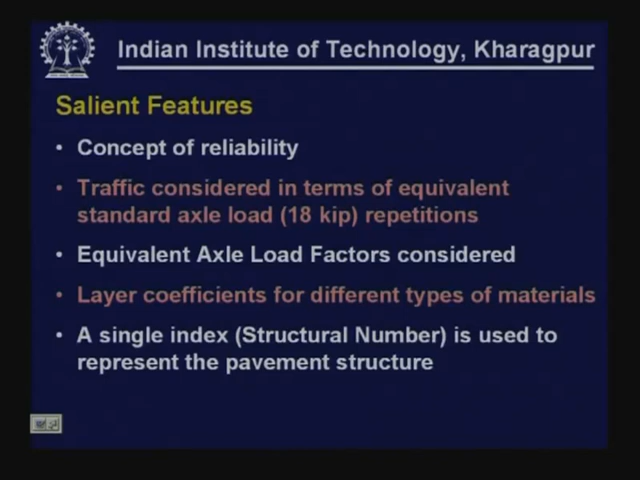 Indian Institute of Technology, Kharagpur
Salient Features
• Concept of reliability
• Traffic considered in terms of equivalent
standard axle load (18 kip) repetitions
• Equivalent Axle Load Factors considered
• Layer coefficients for different types of materials
• A single index (Structural Number) is used to
represent the pavement structure